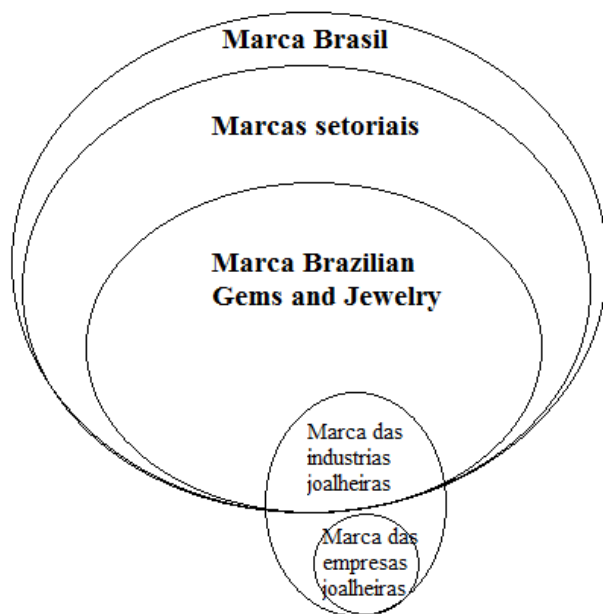 Marca Brasil
Marcas setoriais
Marca Brazilian
Gems and Jewelry
Marca das
industrias
joalheiras
Marca das
empresas
joalheiras